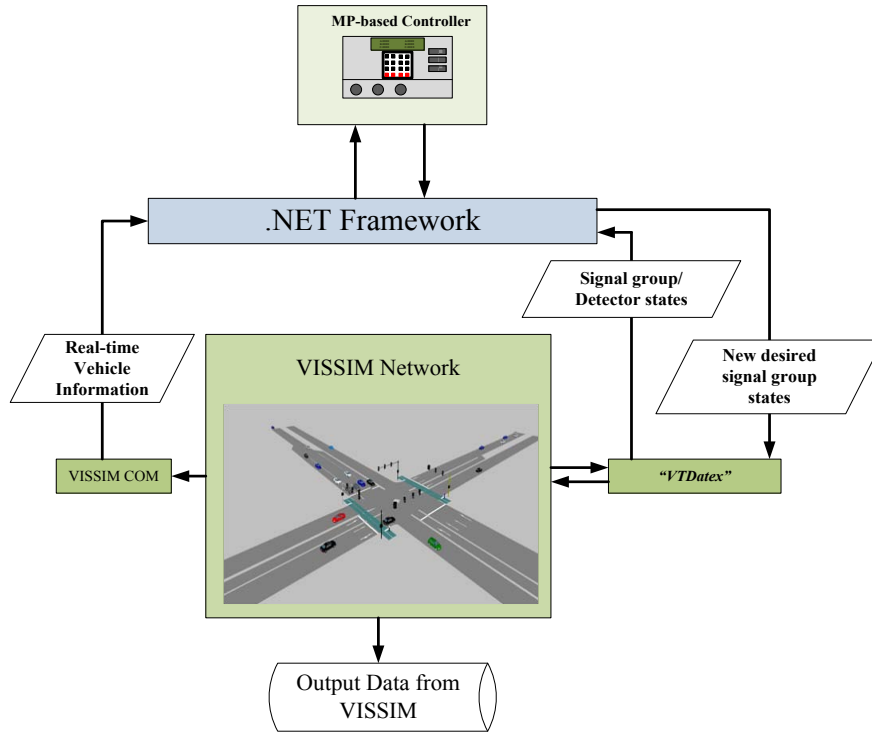 MP-based Controller
.NET Framework
Signal group/
Detector states
Real-time
Vehicle
Information
VISSIM Network
New desired
signal group
states
VISSIM COM
“VTDatex”
Output Data from
VISSIM